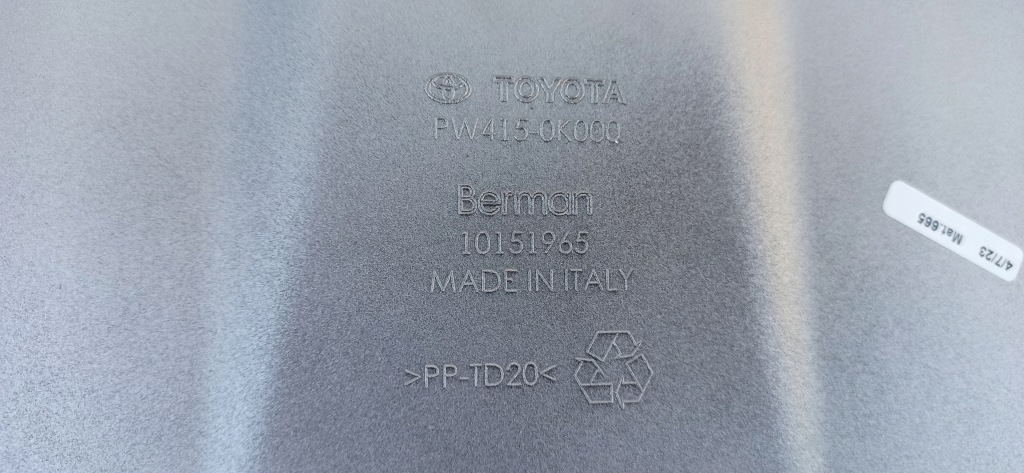 TOYOTA
PW415-0K000
Berman
10151965
MADE IN ITALY
>PP-TD20<
4/7/23 Mat.665